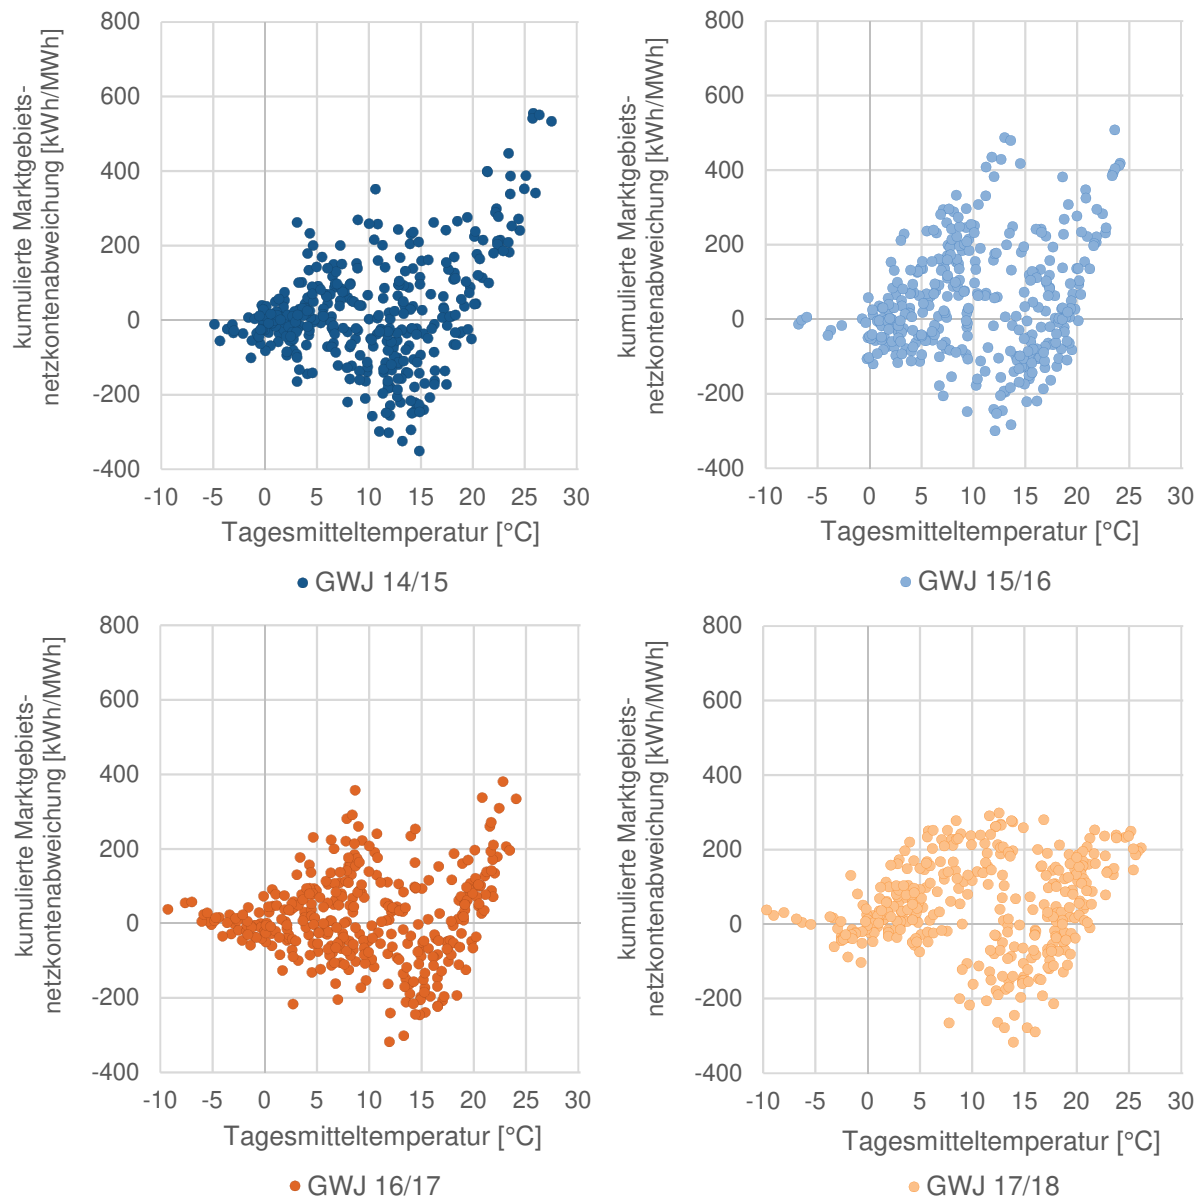 kumulierte Marktgebiets-
netzkontenabweichung [kWh/MWh]
800
600
400
200
0
-200
-400
-10 -5 0 5 10 15 20 25 30
Tagesmitteltemperatur [°C]
GWJ 14/15
kumulierte Marktgebiets-
netzkontenabweichung [kWh/MWh]
800
600
400
200
0
-200
-400
-10 -5 0 5 10 15 20 25 30
Tagesmitteltemperatur [°C]
GWJ 15/16
kumulierte Marktgebiets-
netzkontenabweichung [kWh/MWh]
800
600
400
200
0
-200
-400
-10 -5 0 5 10 15 20 25 30
Tagesmitteltemperatur [°C]
GWJ 16/17
kumulierte Marktgebiets-
netzkontenabweichung [kWh/MWh]
800
600
400
200
0
-200
-400
-10 -5 0 5 10 15 20 25 30
Tagesmitteltemperatur [°C]
GWJ 17/18